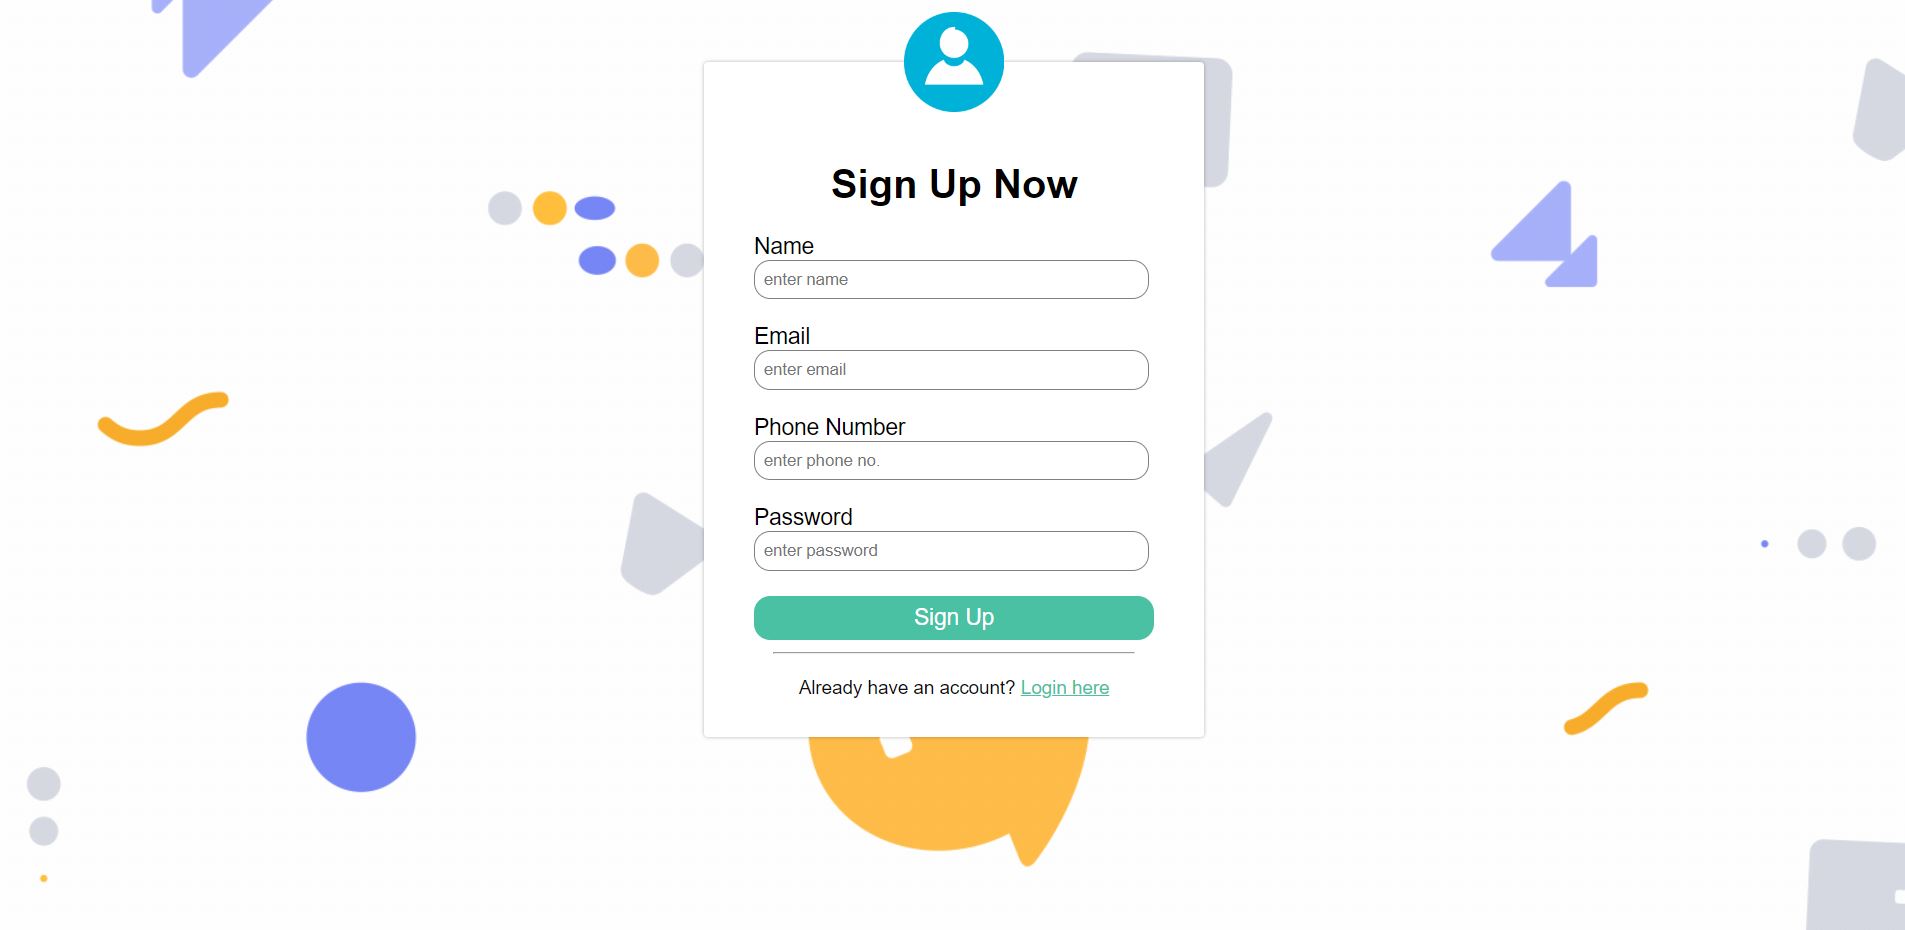 Sign Up Now
Name
enter name
Email
enter email
Phone Number
enter phone no.
Password
enter password
Sign Up
Already have an account? Login here